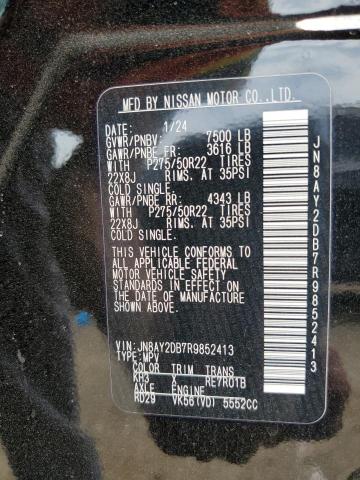 MFD BY NISSAN MOTOR CO.,LTD.
DATE: 1/24
GVWR/PNBV: 7500 LB
GAWR/PNBE FR: 3616 LB
WITH P275/50R22 TIRES
22X8J RIMS. AT 35PSI
COLD SINGLE.
GAWR/PNBE RR: 4343 LB
WITH P275/50R22 TIRES
22X8J RIMS. AT 35PSI
COLD SINGLE.
THIS VEHICLE CONFORMS TO
ALL APPLICABLE FEDERAL
MOTOR VEHICLE SAFETY
STANDARDS IN EFFECT ON
THE DATE OF MANUFACTURE
SHOWN ABOVE.
VIN:JN8AY2DB7R9852413
TYPE:MPV
COLOR TRIM TRANS
KH3 X RE7R01B
AXLE ENGINE
RD29 VK56(VD) 5552CC
JN8AY2DB7R9852413